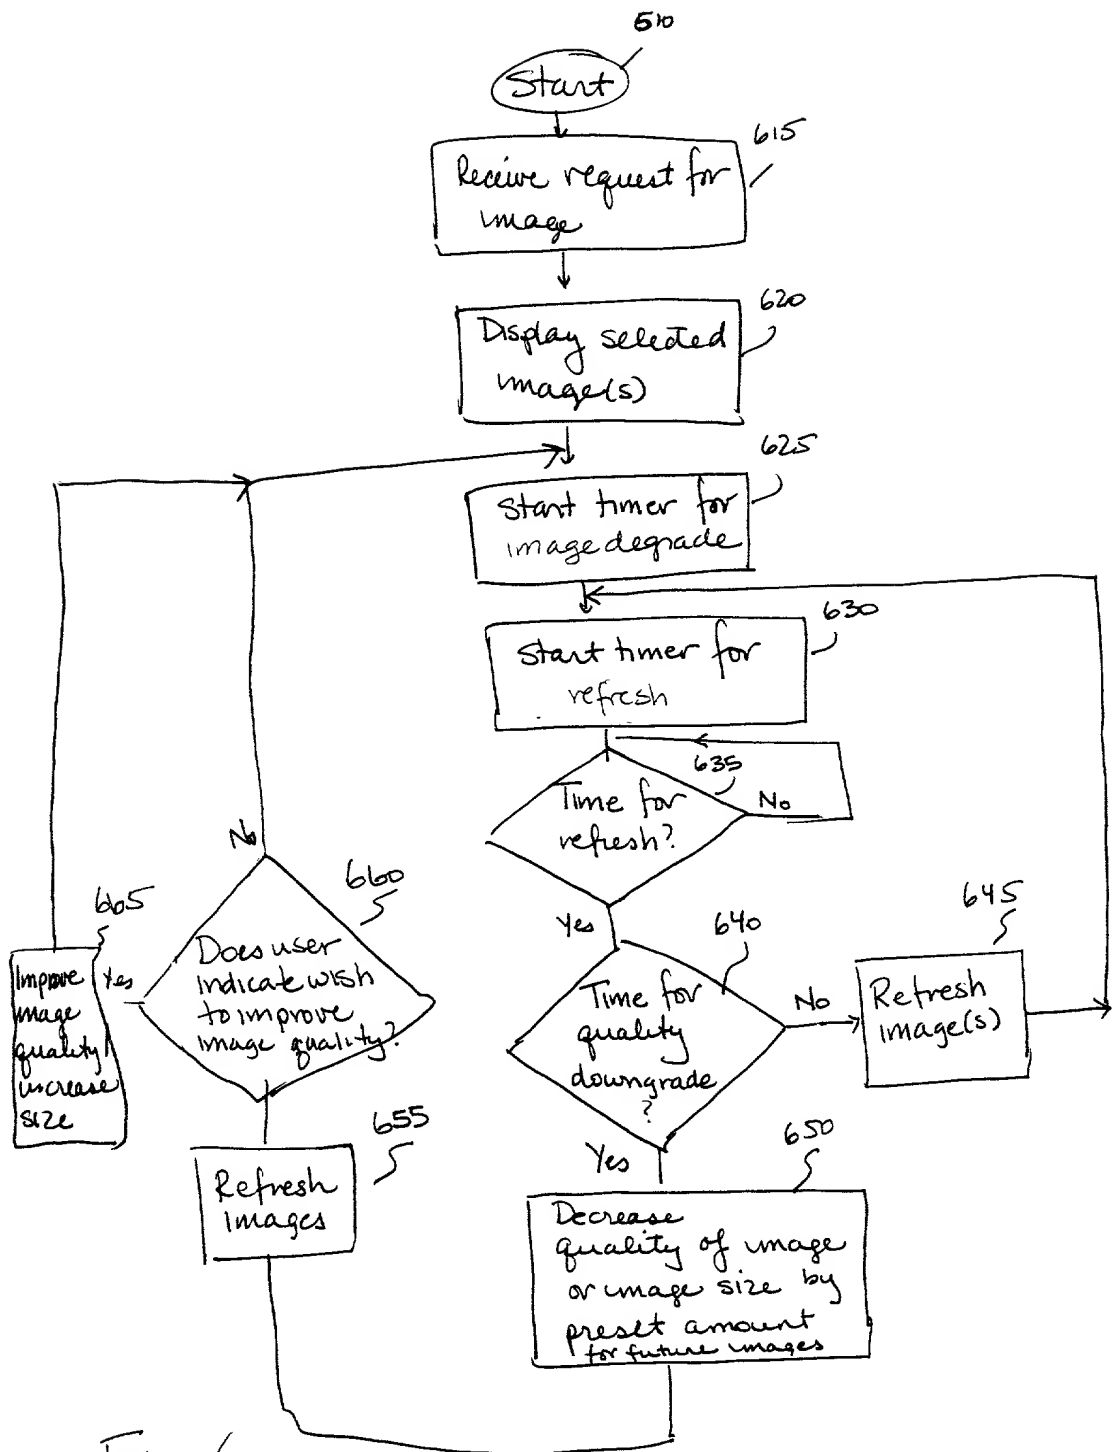 510
Start
615
Receive request for
image
620
Display selected
image(s)
625
Start timer for
image degrade
630
Start timer for
refresh
635
Time for
refresh?
No
Yes
640
Time for
quality
downgrade
?
No
645
Refresh
image(s)
Yes
650
Decrease
quality of image
or image size by
preset amount
for future images
655
Refresh
images
660
Does user
indicate wish
to improve
image quality?
No
Yes
665
Improve
image
quality/
increase
size